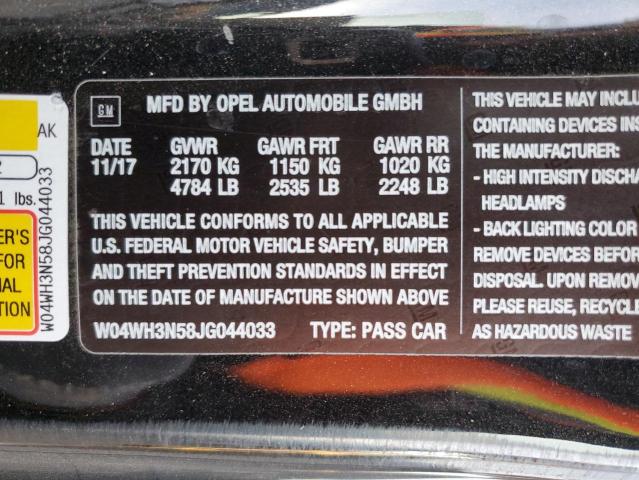 AK
1 lbs.
ER'S
FOR
W04WH3N58JG044033
GM
MFD BY OPEL AUTOMOBILE GMBH
DATE GVWR GAWR FRT GAWR RR
11/17 2170 KG 1150 KG 1020 KG
4784 LB 2535 LB 2248 LB
THIS VEHICLE CONFORMS TO ALL APPLICABLE
U.S. FEDERAL MOTOR VEHICLE SAFETY, BUMPER
AND THEFT PREVENTION STANDARDS IN EFFECT
ON THE DATE OF MANUFACTURE SHOWN ABOVE
W04WH3N58JG044033 TYPE: PASS CAR
THIS VEHICLE MAY INCLU
CONTAINING DEVICES INS
THE MANUFACTURER:
- HIGH INTENSITY DISCHA
HEADLAMPS
- BACK LIGHTING COLOR
REMOVE DEVICES BEFOR
DISPOSAL. UPON REMOV
PLEASE REUSE, RECYCL
AS HAZARDOUS WASTE